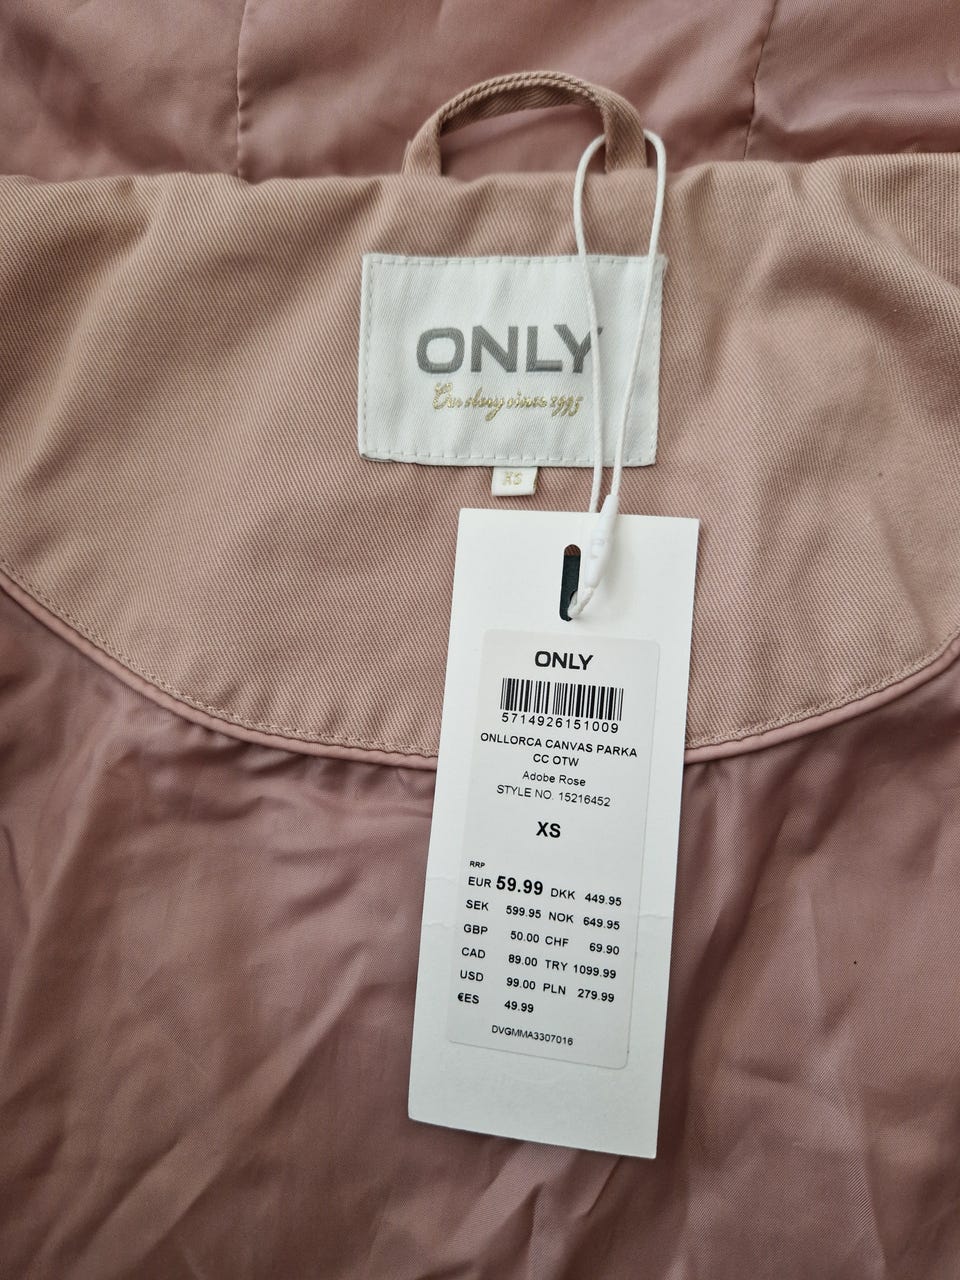 ONLY
Our story since 1995
XS
ONLY
5714926151009
ONLLORCA CANVAS PARKA
CC OTW
Adobe Rose
STYLE NO. 15216452
XS
RRP
EUR 59.99 DKK 449.95
SEK 599.95 NOK 649.95
GBP 50.00 CHF 69.90
CAD 89.00 TRY 1099.99
USD 99.00 PLN 279.99
€ES 49.99
DVGMMA3307016